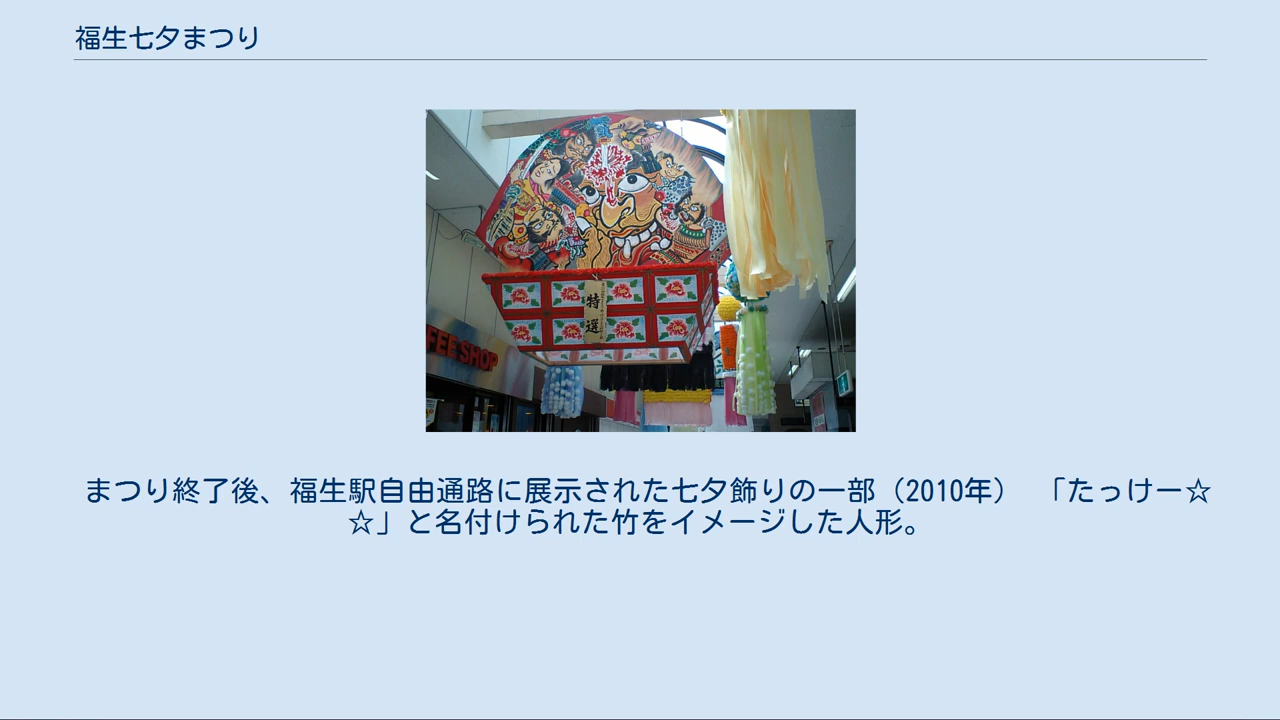 福生七夕まつり
特選
FEE SHOP
まつり終了後、福生駅自由通路に展示された七夕飾りの一部（2010年）　「たっけー☆
☆」と名付けられた竹をイメージした人形。